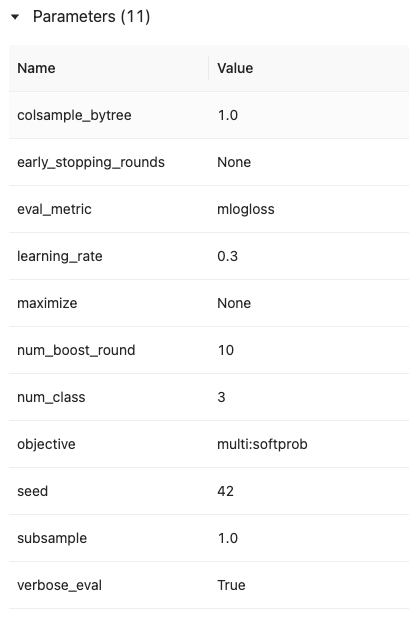 Parameters (11)
Name Value
colsample_bytree 1.0
early_stopping_rounds None
eval_metric mlogloss
learning_rate 0.3
maximize None
num_boost_round 10
num_class 3
objective multi:softprob
seed 42
subsample 1.0
verbose_eval True